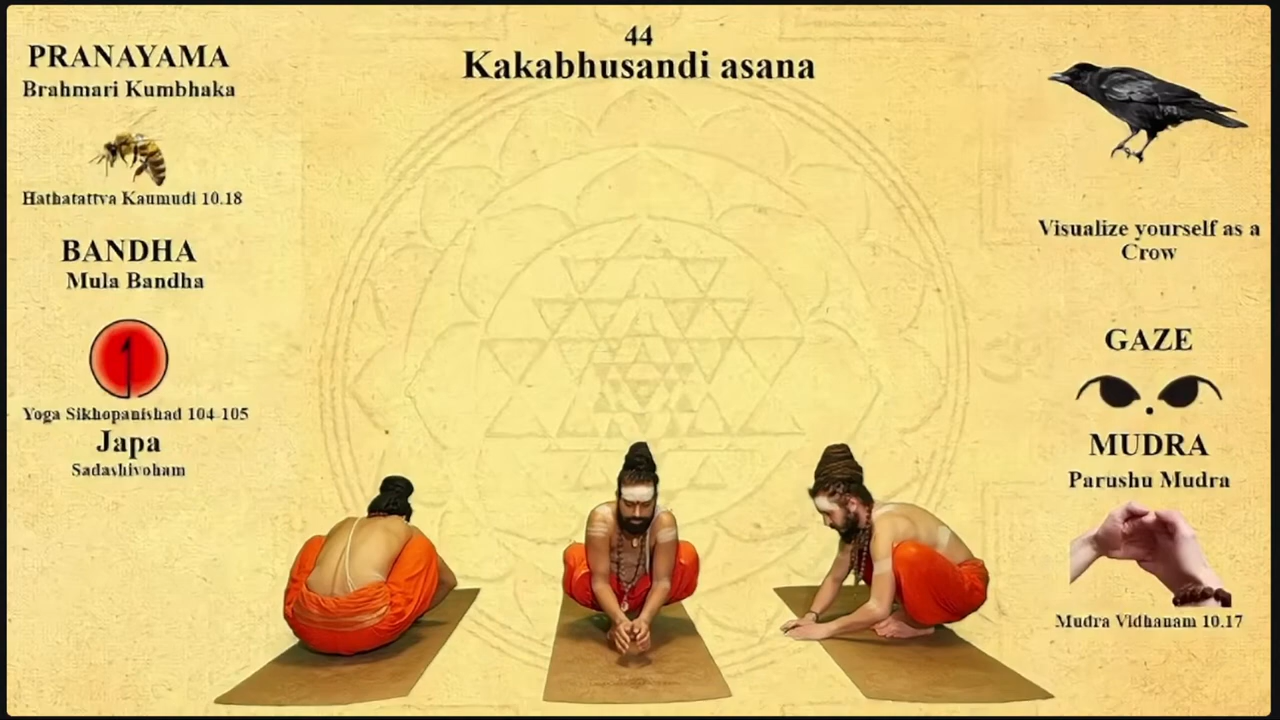 44
Kakabhusandi asana
PRANAYAMA
Brahmari Kumbhaka
Hathatattva Kaumudi 10.18
BANDHA
Mula Bandha
Yoga Sikhopanishad 104-105
Japa
Sadashivoham
Visualize yourself as a
Crow
GAZE
MUDRA
Parushu Mudra
Mudra Vidhanam 10.17